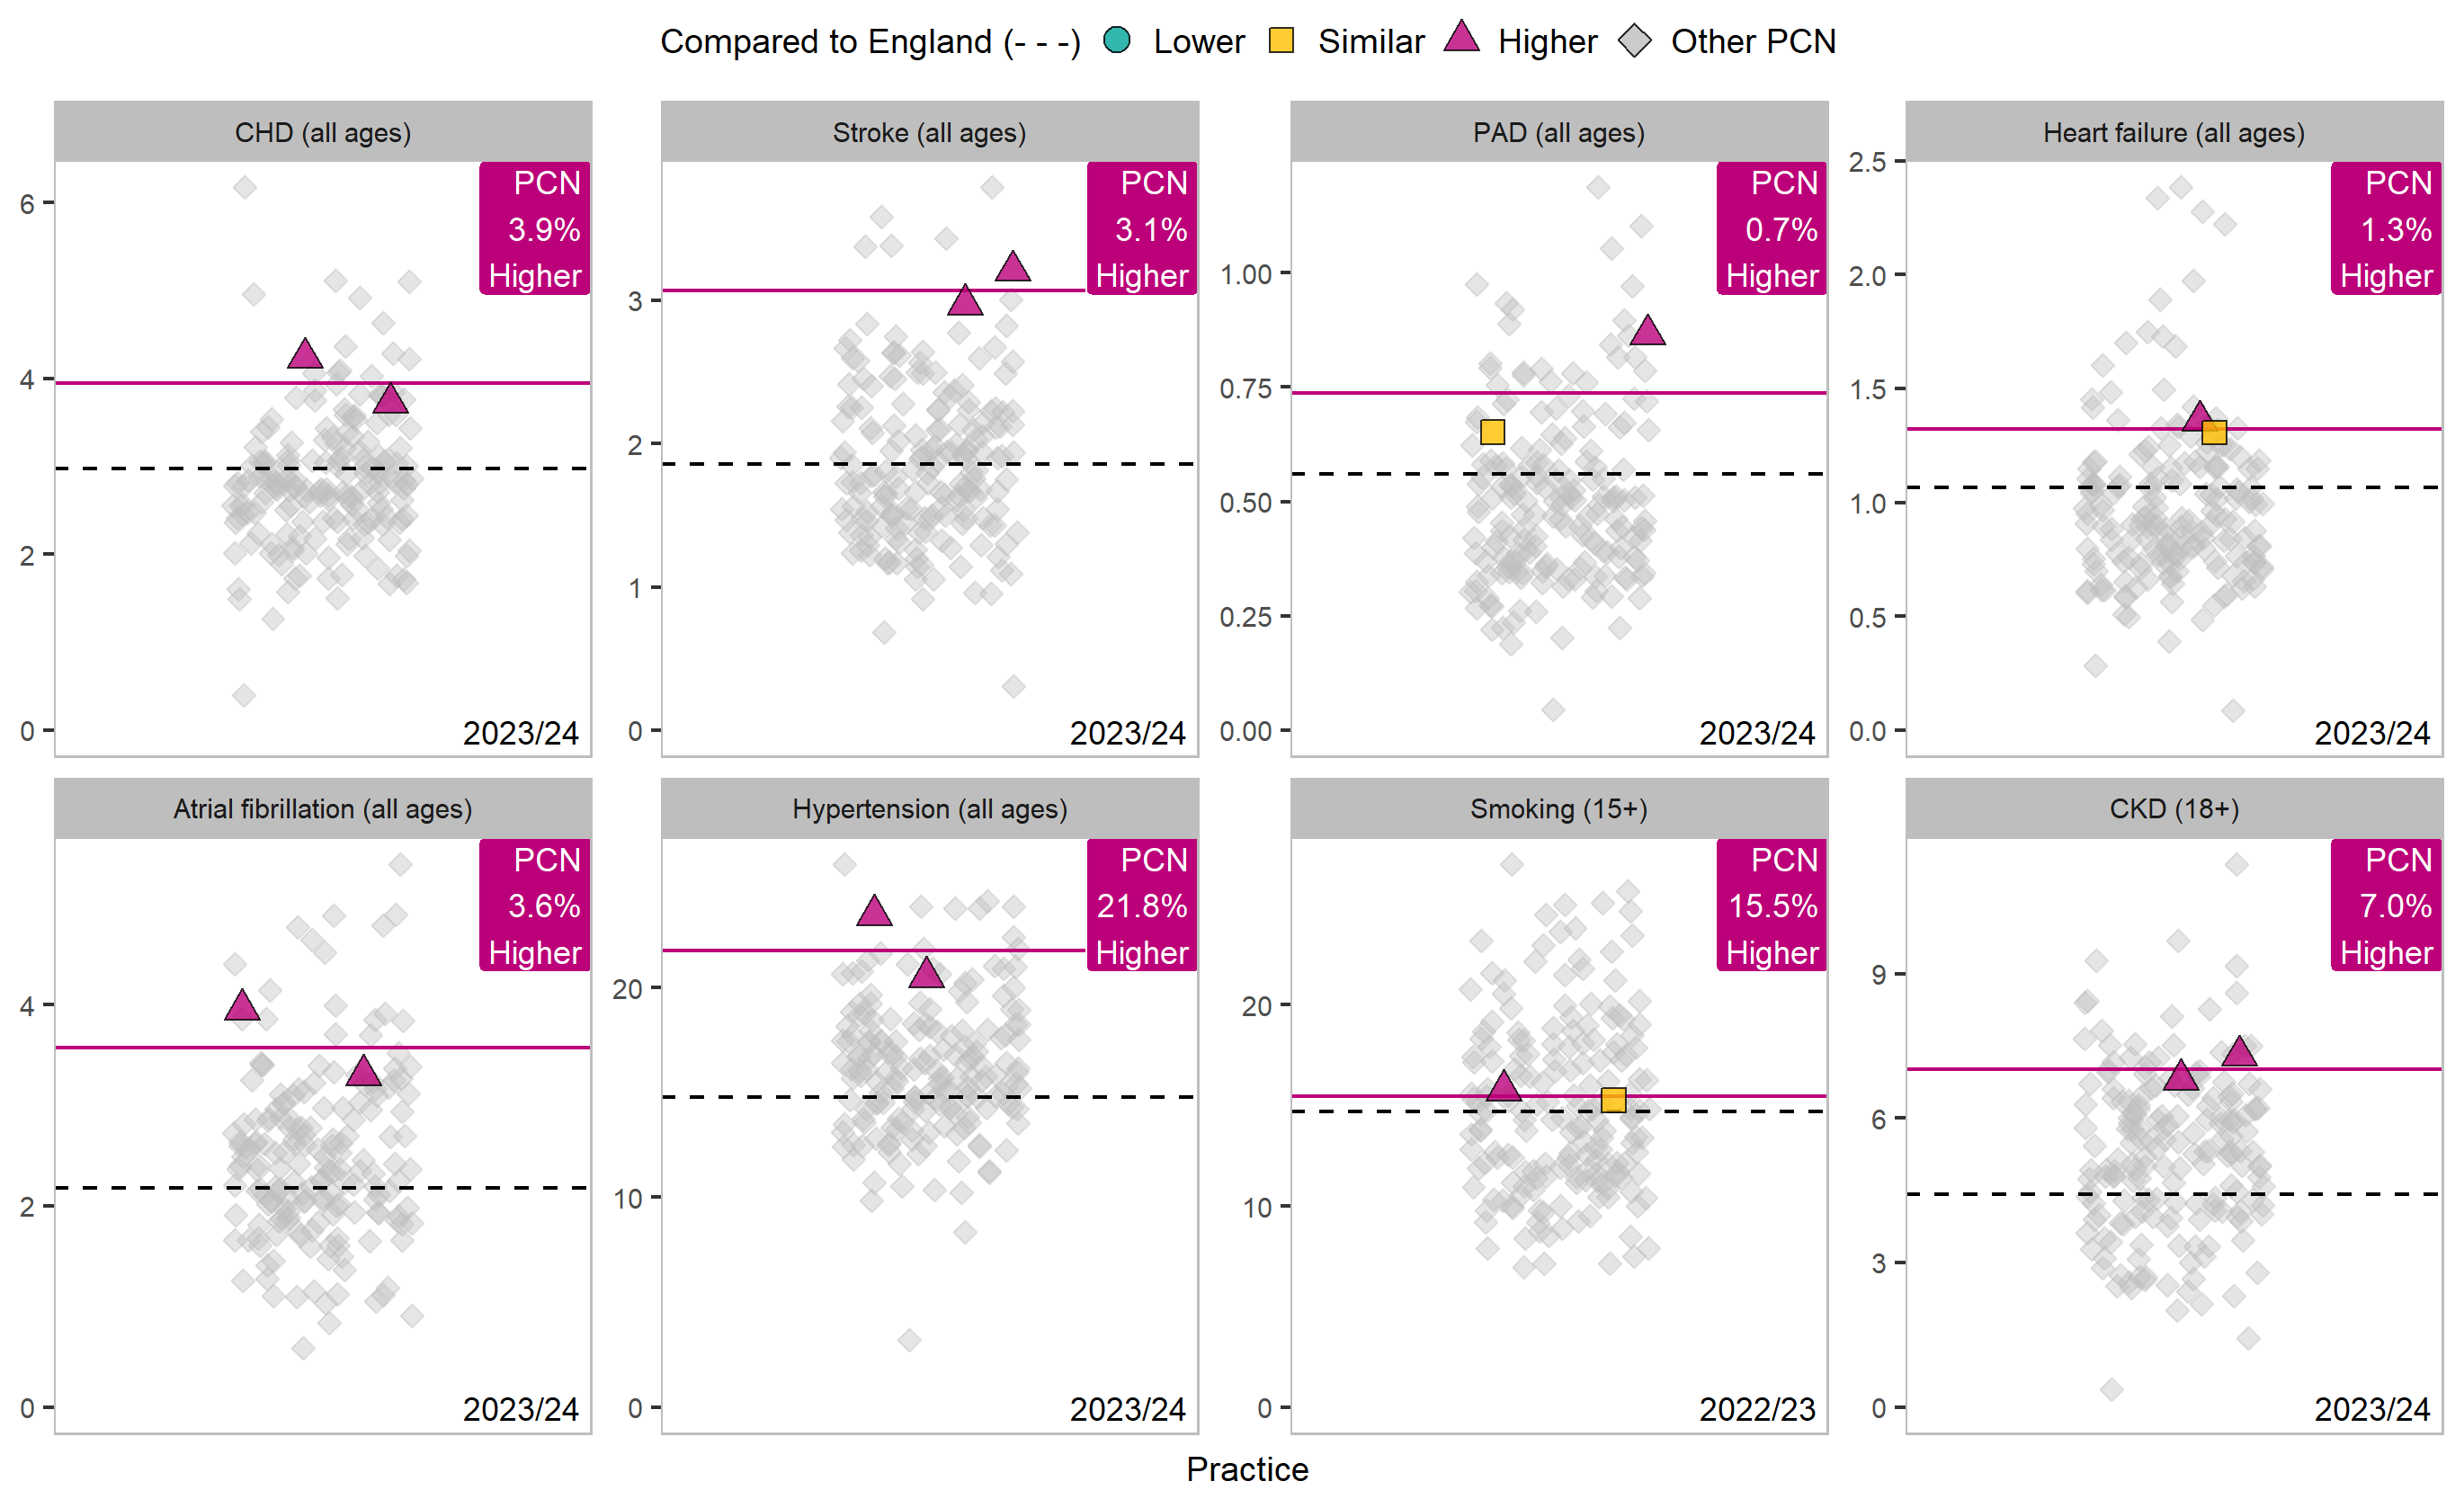 Compared to England (- - -) Lower Similar Higher Other PCN
CHD (all ages)
PCN
3.9%
Higher
6
4
2
0
2023/24
Stroke (all ages)
PCN
3.1%
Higher
3
2
1
0
2023/24
PAD (all ages)
PCN
0.7%
Higher
1.00
0.75
0.50
0.25
0.00
2023/24
Heart failure (all ages)
PCN
1.3%
Higher
2.5
2.0
1.5
1.0
0.5
0.0
2023/24
Atrial fibrillation (all ages)
PCN
3.6%
Higher
4
2
0
2023/24
Hypertension (all ages)
PCN
21.8%
Higher
20
10
0
2023/24
Smoking (15+)
PCN
15.5%
Higher
20
10
0
2022/23
CKD (18+)
PCN
7.0%
Higher
9
6
3
0
2023/24
Practice